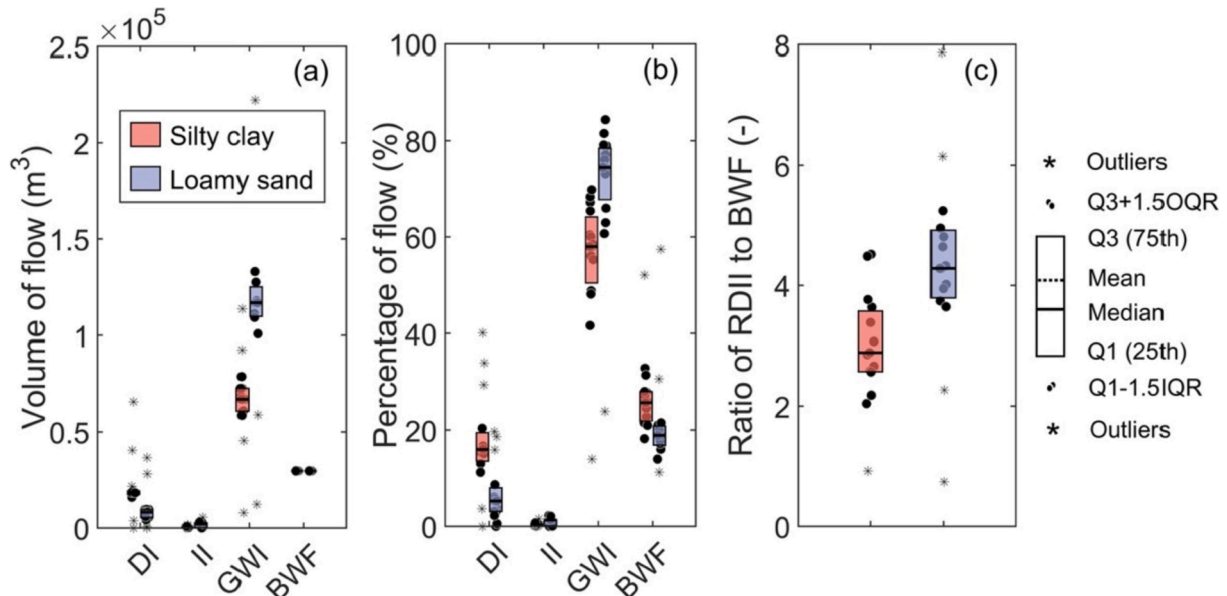 ×10⁵
2.5
2
1.5
1
0.5
0
Volume of flow (m³)
(a)
Silty clay
Loamy sand
DI
II
GWI
BWF
100
80
60
40
20
0
Percentage of flow (%)
(b)
DI
II
GWI
BWF
8
6
4
2
0
Ratio of RDII to BWF (-)
(c)
Outliers
Q3+1.5OQR
Q3 (75th)
Mean
Median
Q1 (25th)
Q1-1.5IQR
Outliers